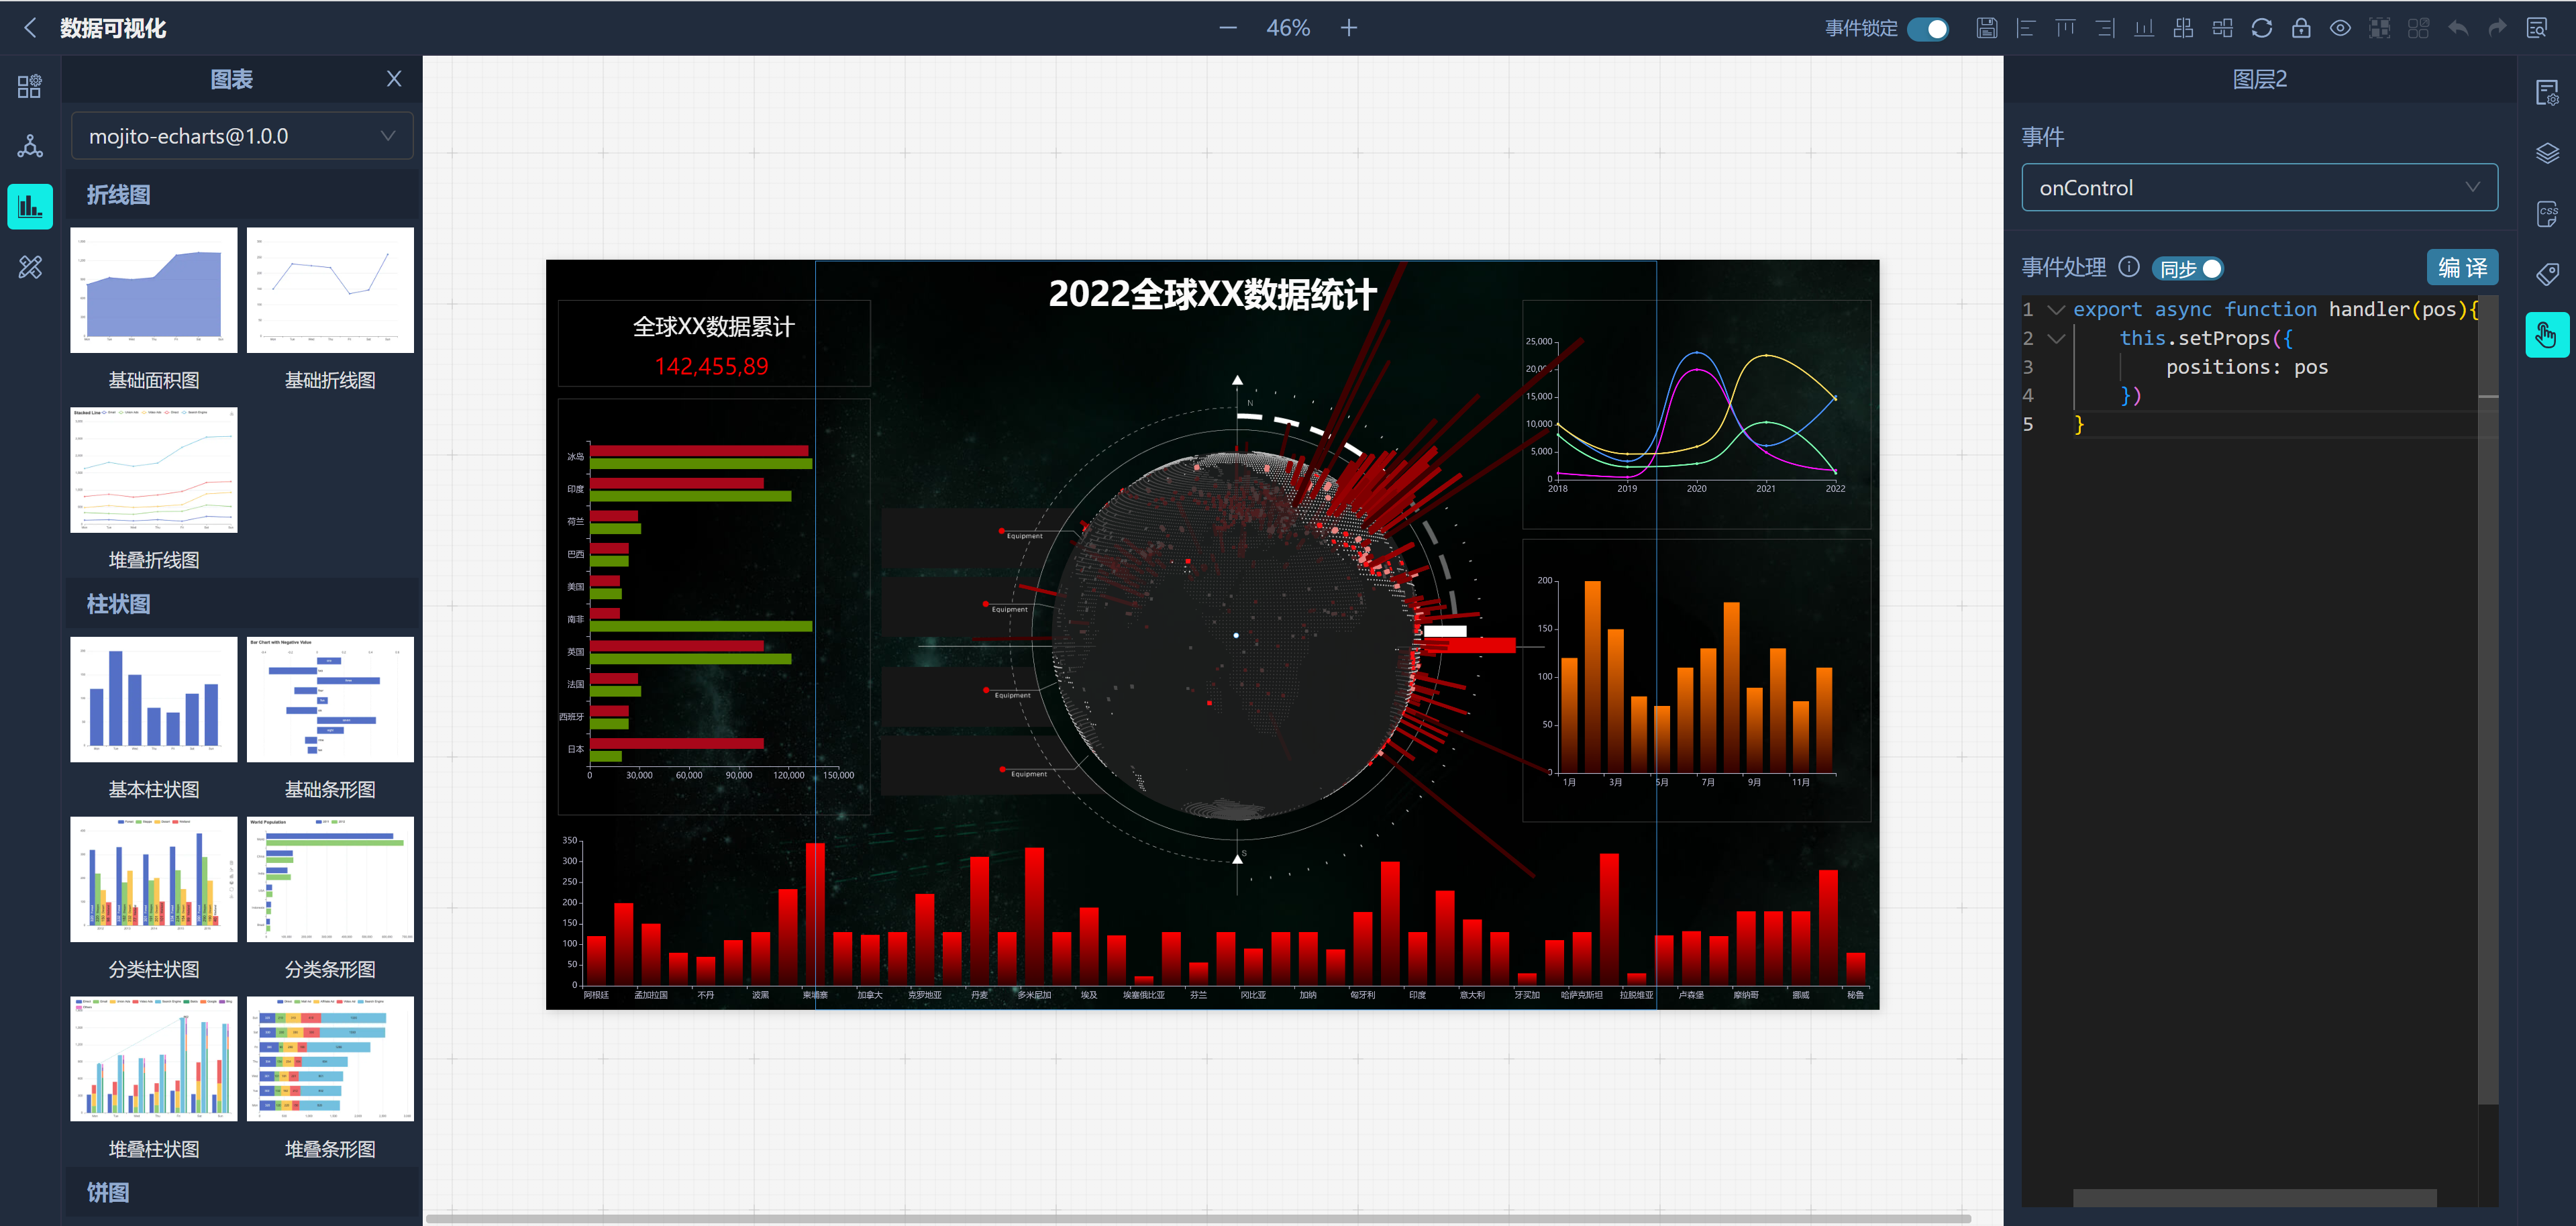 数据可视化
46%
事件锁定
图表
mojito-echarts@1.0.0
折线图
基础面积图
基础折线图
堆叠折线图
柱状图
基本柱状图
基础条形图
分类柱状图
分类条形图
堆叠柱状图
堆叠条形图
饼图
2022全球XX数据统计
全球XX数据累计
142,455,89
冰岛
印度
荷兰
巴西
美国
南非
英国
法国
西班牙
日本
0 30,000 60,000 90,000 120,000 150,000
N
Equipment
Equipment
Equipment
Equipment
S
25,000
15,000
10,000
5,000
0
2018 2019 2020 2021 2022
200
150
100
50
0
1月 3月 5月 7月 9月 11月
350
300
250
200
150
100
50
0
阿根廷 孟加拉国 不丹 波黑 柬埔寨 加拿大 克罗地亚 丹麦 多米尼加 埃及 埃塞俄比亚 芬兰 冈比亚 加纳 匈牙利 印度 意大利 牙买加 哈萨克斯坦 拉脱维亚 卢森堡 摩纳哥 挪威 秘鲁
图层2
事件
onControl
事件处理 同步 编 译
1 export async function handler(pos){
2 this.setProps({
3 positions: pos
4 })
5 }
CSS